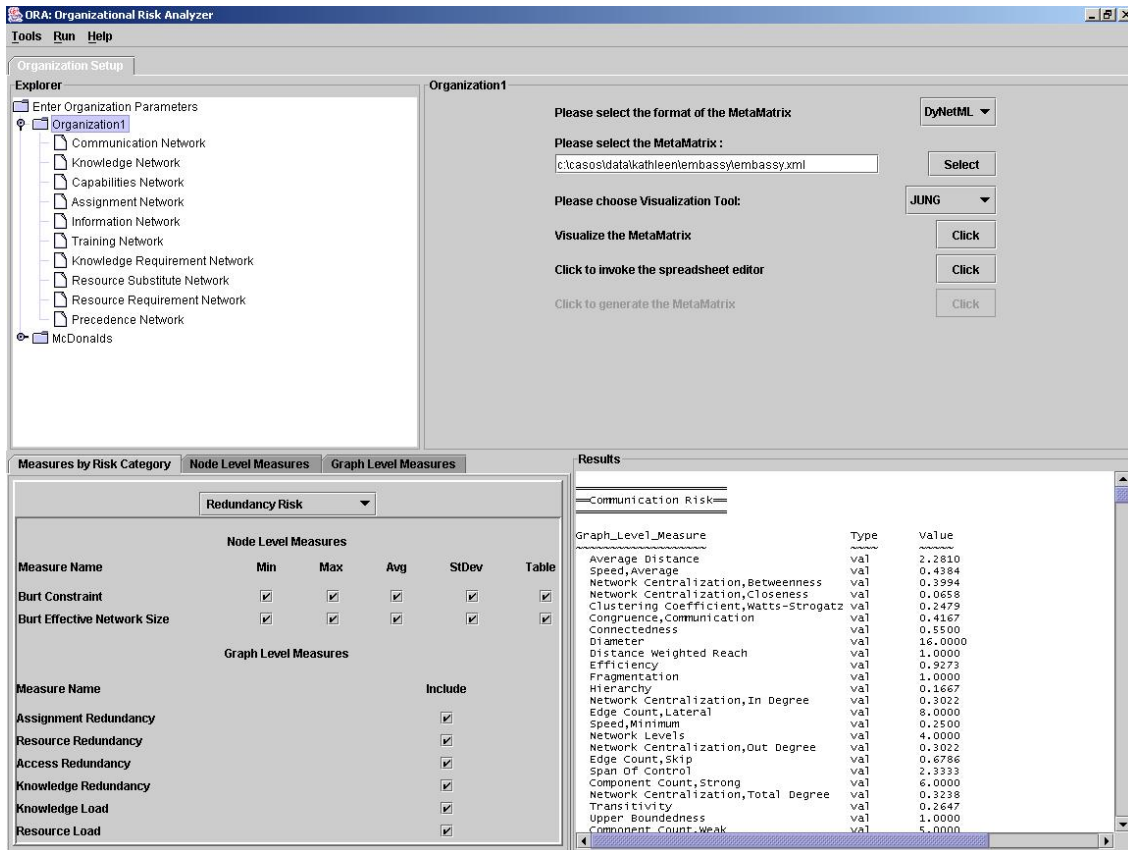 ORA: Organizational Risk Analyzer
Tools Run Help
Organization Setup
Explorer
Enter Organization Parameters
Organization1
Communication Network
Knowledge Network
Capabilities Network
Assignment Network
Information Network
Training Network
Knowledge Requirement Network
Resource Substitute Network
Resource Requirement Network
Precedence Network
McDonalds
Organization1
Please select the format of the MetaMatrix DyNetML
Please select the MetaMatrix :
c:\casos\data\kathleen\embassy\embassy.xml Select
Please choose Visualization Tool: JUNG
Visualize the MetaMatrix Click
Click to invoke the spreadsheet editor Click
Click to generate the MetaMatrix Click
Measures by Risk Category Node Level Measures Graph Level Measures
Redundancy Risk
Node Level Measures
Measure Name Min Max Avg StDev Table
Burt Constraint
Burt Effective Network Size
Graph Level Measures
Measure Name Include
Assignment Redundancy
Resource Redundancy
Access Redundancy
Knowledge Redundancy
Knowledge Load
Resource Load
Results
==Communication Risk==
Graph_Level_Measure Type Value
Average Distance val 2.2810
Speed,Average val 0.4384
Network Centralization,Betweenness val 0.3994
Network Centralization,Closeness val 0.0658
Clustering Coefficient,Watts-Strogatz val 0.2479
Congruence,Communication val 0.4167
Connectedness val 0.5500
Diameter val 16.0000
Distance Weighted Reach val 1.0000
Efficiency val 0.9273
Fragmentation val 1.0000
Hierarchy val 0.1667
Network Centralization,In Degree val 0.3022
Edge Count,Lateral val 8.0000
Speed,Minimum val 0.2500
Network Levels val 4.0000
Network Centralization,Out Degree val 0.3022
Edge Count,Skip val 0.6786
Span Of Control val 2.3333
Component Count,Strong val 6.0000
Network Centralization,Total Degree val 0.3238
Transitivity val 0.2647
Upper Boundedness val 1.0000
Component Count,Weak val 5.0000